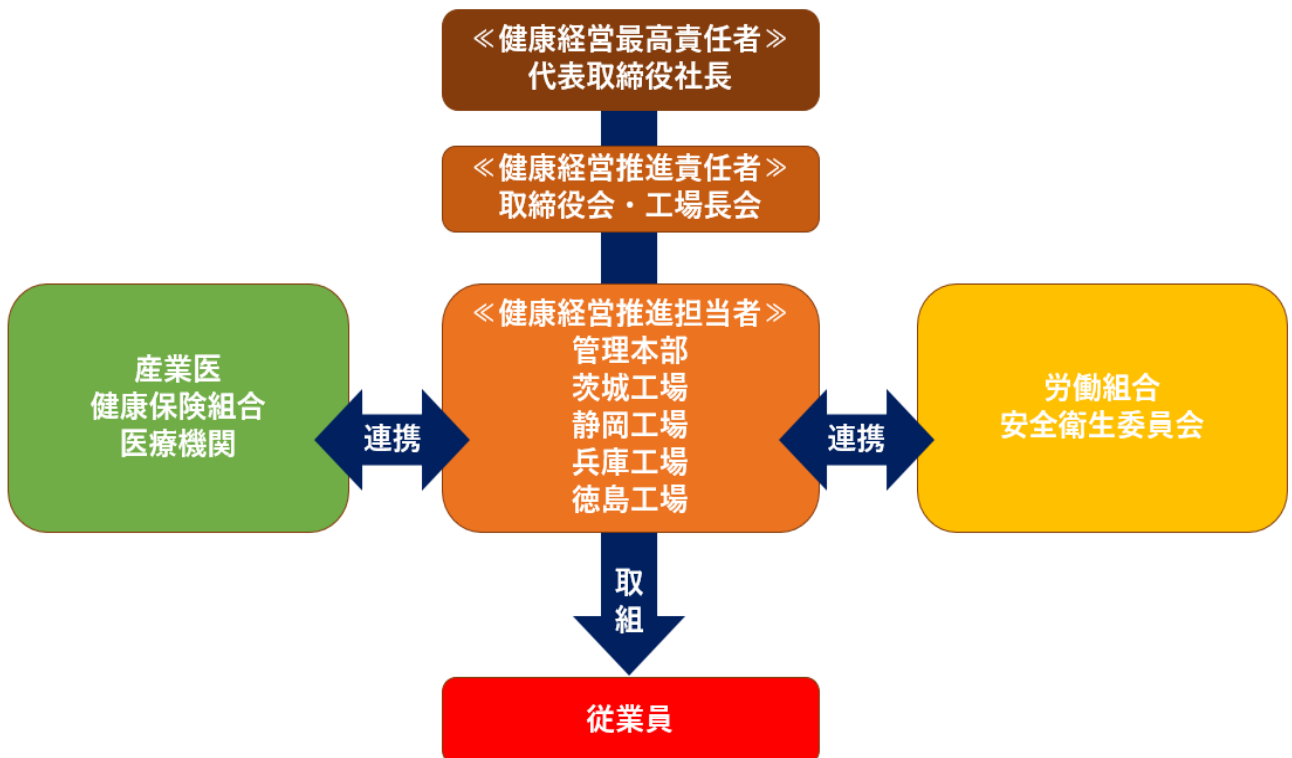 ≪健康経営最高責任者≫
代表取締役社長
≪健康経営推進責任者≫
取締役会・工場長会
産業医
健康保険組合
医療機関
連携
≪健康経営推進担当者≫
管理本部
茨城工場
静岡工場
兵庫工場
徳島工場
連携
労働組合
安全衛生委員会
取
組
従業員